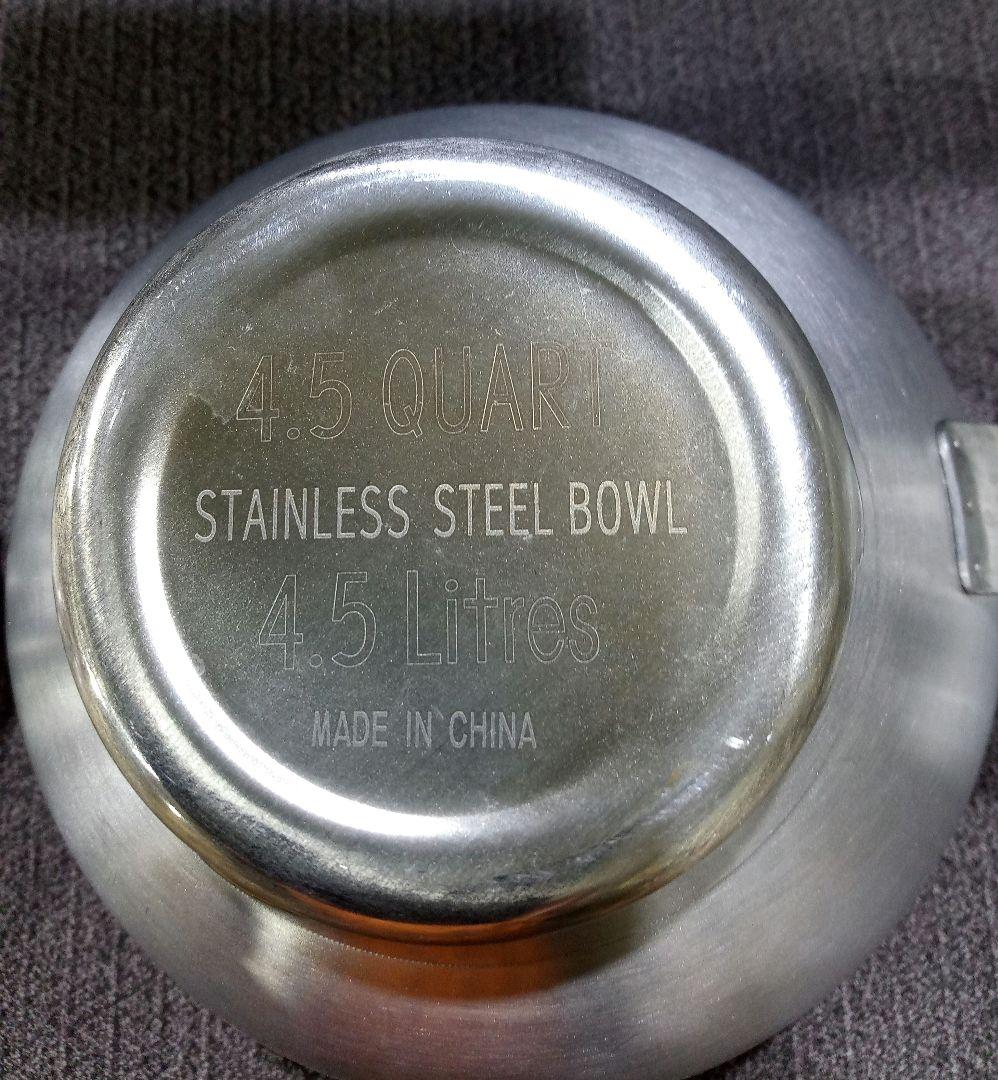 4.5 QUART
STAINLESS STEEL BOWL
4.5 Litres
MADE IN CHINA